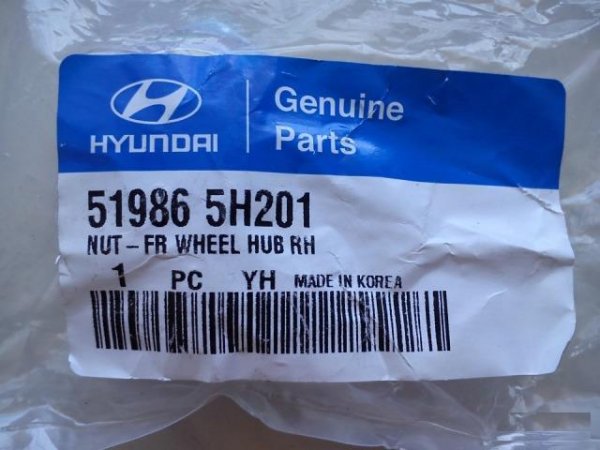 HYUNDAI
Genuine
Parts
51986 5H201
NUT-FR WHEEL HUB RH
1 PC YH MADE IN KOREA